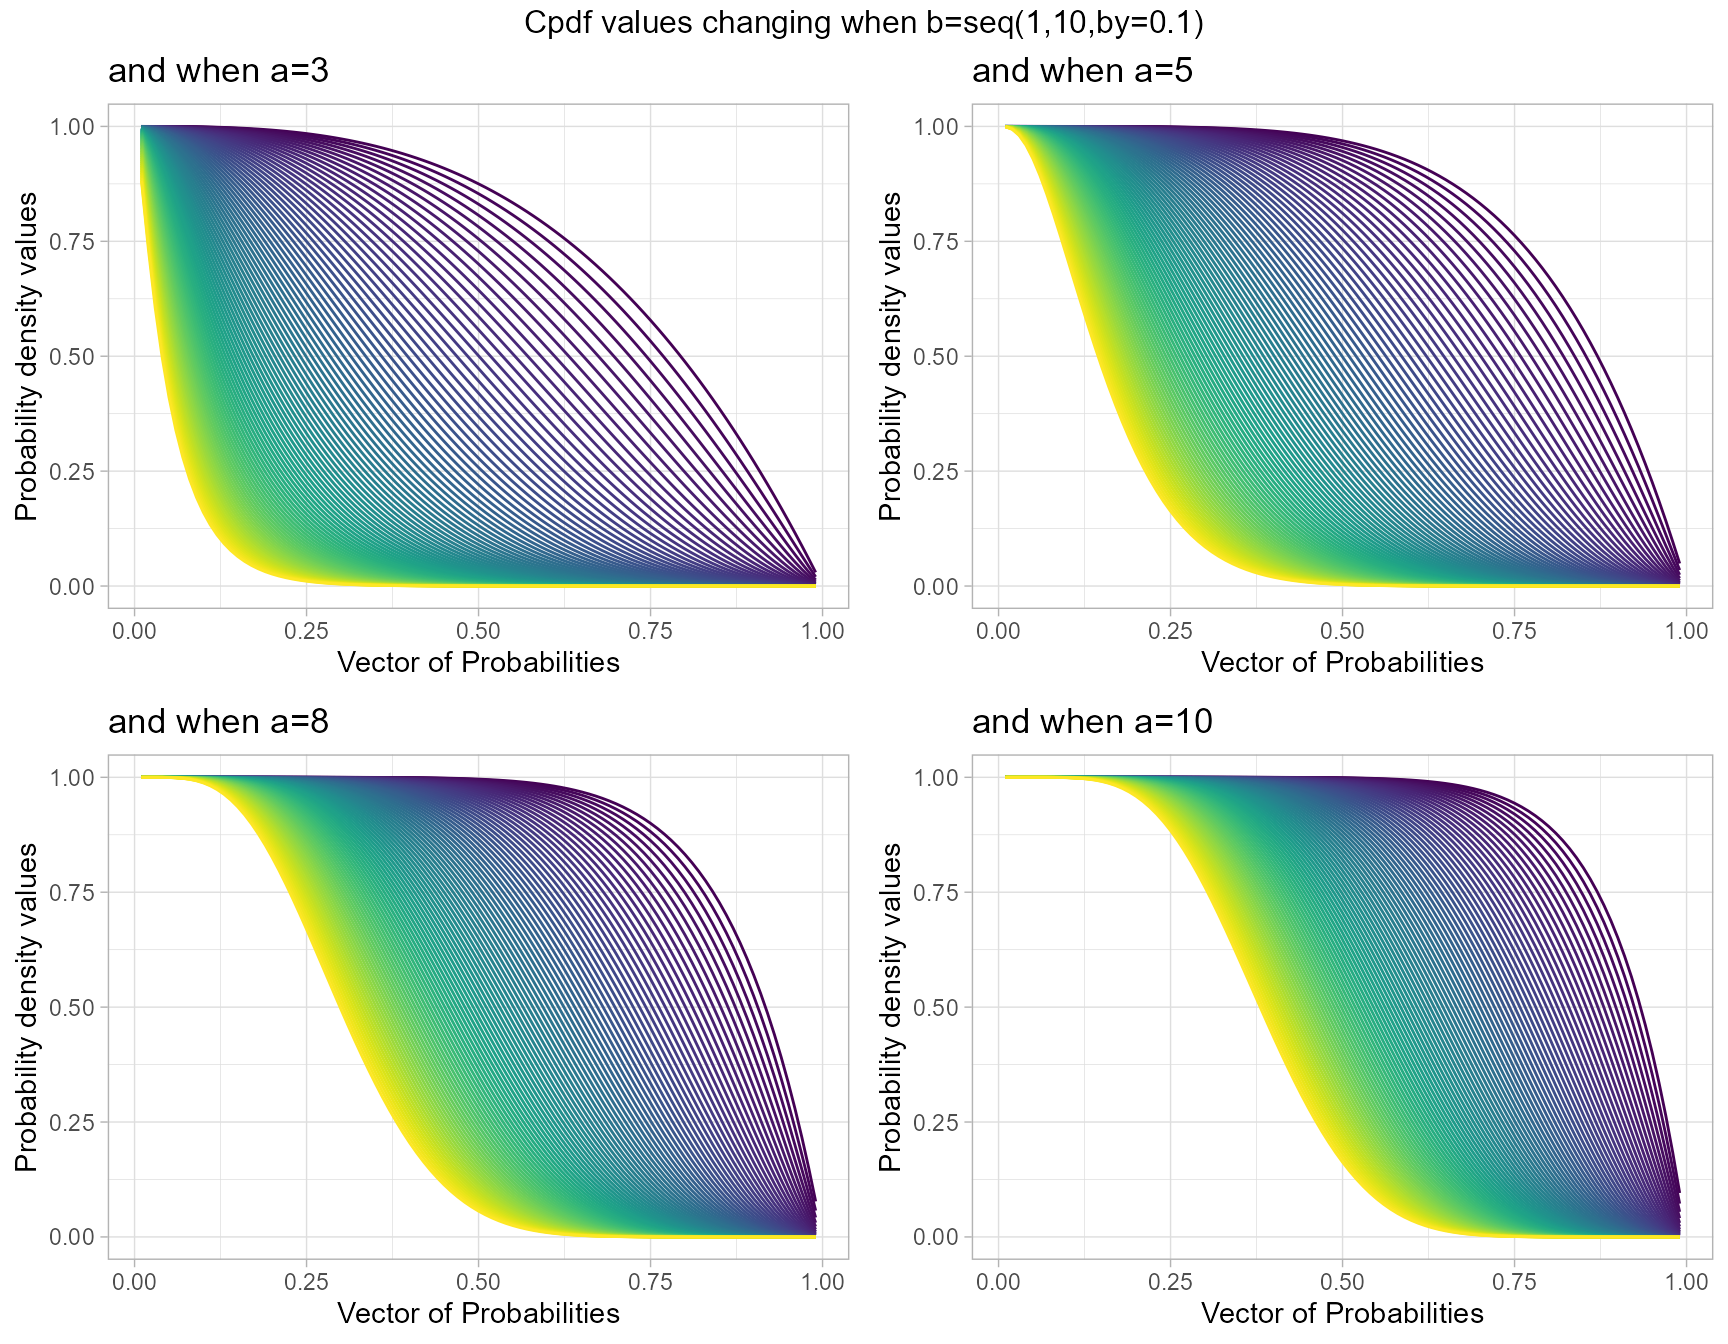 Cpdf values changing when b=seq(1,10,by=0.1)
and when a=3
Probability density values
1.00
0.75
0.50
0.25
0.00
0.00 0.25 0.50 0.75 1.00
Vector of Probabilities
and when a=5
Probability density values
1.00
0.75
0.50
0.25
0.00
0.00 0.25 0.50 0.75 1.00
Vector of Probabilities
and when a=8
Probability density values
1.00
0.75
0.50
0.25
0.00
0.00 0.25 0.50 0.75 1.00
Vector of Probabilities
and when a=10
Probability density values
1.00
0.75
0.50
0.25
0.00
0.00 0.25 0.50 0.75 1.00
Vector of Probabilities